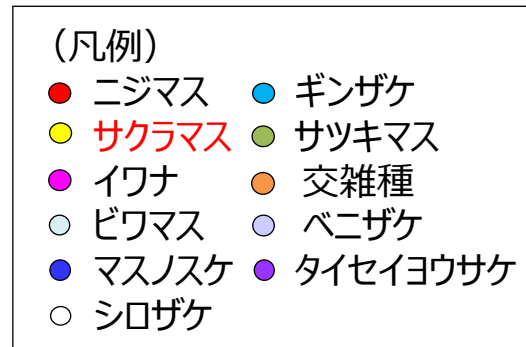 （凡例）
ニジマス ギンザケ
サクラマス サツキマス
イワナ 交雑種
ビワマス ベニザケ
マスノスケ タイセイヨウサケ
シロザケ